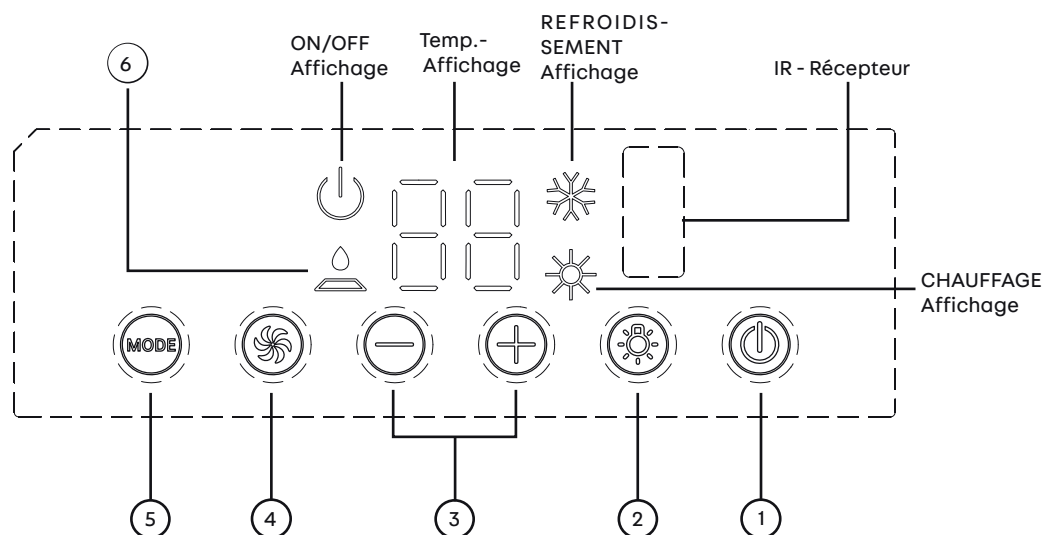 REFROIDIS-
SEMENT
Affichage
ON/OFF
Affichage
Temp.-
Affichage
IR - Récepteur
6
88
CHAUFFAGE
Affichage
MODE
5
4
3
2
1